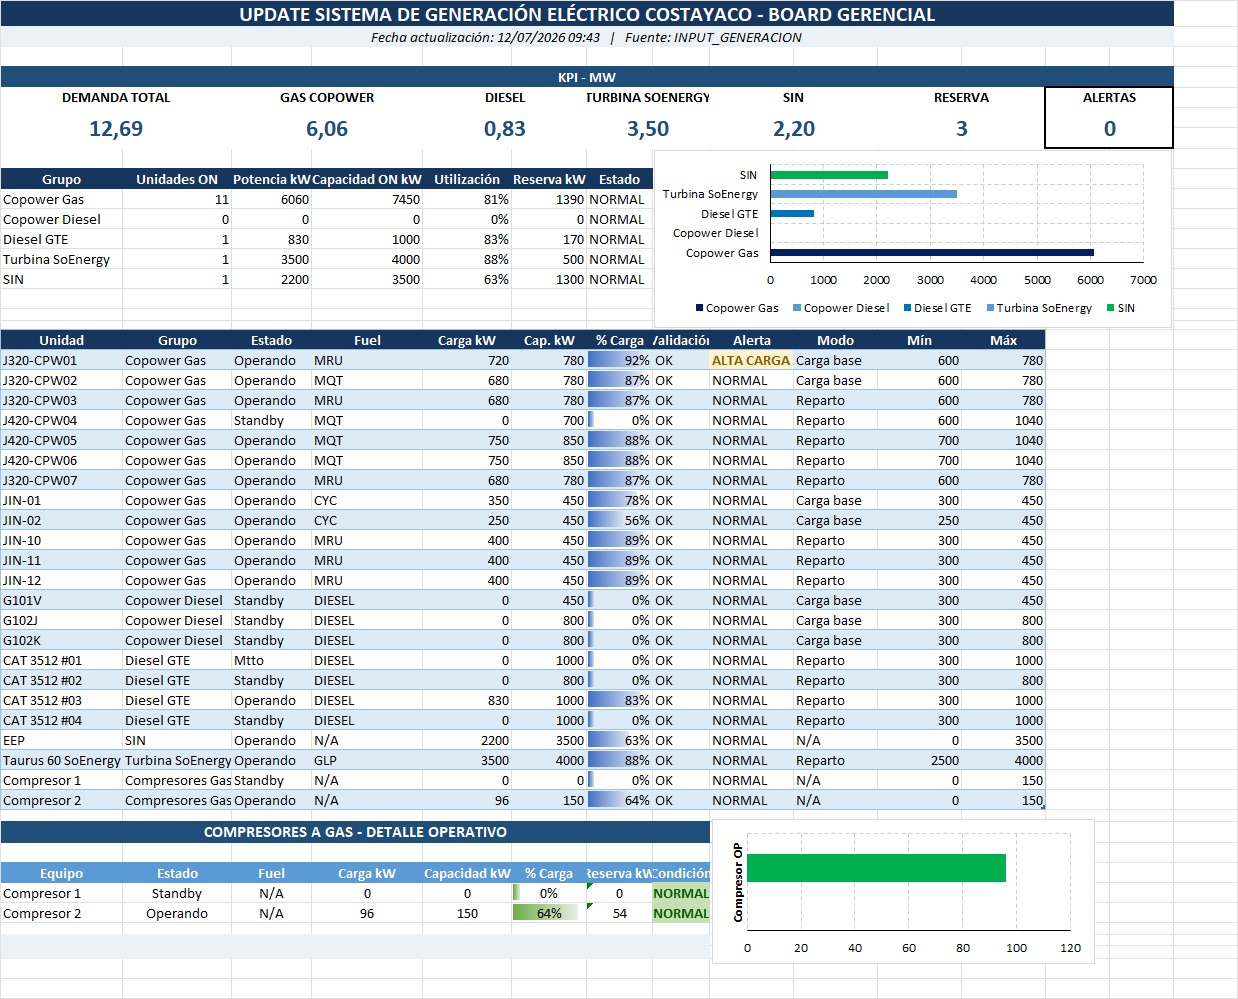 UPDATE SISTEMA DE GENERACIÓN ELÉCTRICO COSTAYACO - BOARD GERENCIAL
Fecha actualización: 12/07/2026 09:43 | Fuente: INPUT_GENERACION
KPI - MW
DEMANDA TOTAL GAS COPOWER DIESEL TURBINA SOENERGY SIN RESERVA ALERTAS
12,69 6,06 0,83 3,50 2,20 3 0
Grupo Unidades ON Potencia kW Capacidad ON kW Utilización Reserva kW Estado
Copower Gas 11 6060 7450 81% 1390 NORMAL
Copower Diesel 0 0 0 0% 0 NORMAL
Diesel GTE 1 830 1000 83% 170 NORMAL
Turbina SoEnergy 1 3500 4000 88% 500 NORMAL
SIN 1 2200 3500 63% 1300 NORMAL
SIN
Turbina SoEnergy
Diesel GTE
Copower Diesel
Copower Gas
0 1000 2000 3000 4000 5000 6000 7000
Copower Gas Copower Diesel Diesel GTE Turbina SoEnergy SIN
Unidad Grupo Estado Fuel Carga kW Cap. kW % Carga Validación Alerta Modo Mín Máx
J320-CPW01 Copower Gas Operando MRU 720 780 92% OK ALTA CARGA Carga base 600 780
J320-CPW02 Copower Gas Operando MQT 680 780 87% OK NORMAL Carga base 600 780
J320-CPW03 Copower Gas Operando MRU 680 780 87% OK NORMAL Reparto 600 780
J420-CPW04 Copower Gas Standby MQT 0 700 0% OK NORMAL Reparto 600 1040
J420-CPW05 Copower Gas Operando MQT 750 850 88% OK NORMAL Reparto 700 1040
J420-CPW06 Copower Gas Operando MQT 750 850 88% OK NORMAL Reparto 700 1040
J320-CPW07 Copower Gas Operando MRU 680 780 87% OK NORMAL Reparto 600 780
JIN-01 Copower Gas Operando CYC 350 450 78% OK NORMAL Carga base 300 450
JIN-02 Copower Gas Operando CYC 250 450 56% OK NORMAL Carga base 250 450
JIN-10 Copower Gas Operando MRU 400 450 89% OK NORMAL Reparto 300 450
JIN-11 Copower Gas Operando MRU 400 450 89% OK NORMAL Reparto 300 450
JIN-12 Copower Gas Operando MRU 400 450 89% OK NORMAL Reparto 300 450
G101V Copower Diesel Standby DIESEL 0 450 0% OK NORMAL Carga base 300 450
G102J Copower Diesel Standby DIESEL 0 800 0% OK NORMAL Carga base 300 800
G102K Copower Diesel Standby DIESEL 0 800 0% OK NORMAL Carga base 300 800
CAT 3512 #01 Diesel GTE Mtto DIESEL 0 1000 0% OK NORMAL Reparto 300 1000
CAT 3512 #02 Diesel GTE Standby DIESEL 0 800 0% OK NORMAL Reparto 300 800
CAT 3512 #03 Diesel GTE Operando DIESEL 830 1000 83% OK NORMAL Reparto 300 1000
CAT 3512 #04 Diesel GTE Standby DIESEL 0 1000 0% OK NORMAL Reparto 300 1000
EEP SIN Operando N/A 2200 3500 63% OK NORMAL N/A 0 3500
Taurus 60 SoEnergy Turbina SoEnergy Operando GLP 3500 4000 88% OK NORMAL Reparto 2500 4000
Compresor 1 Compresores Gas Standby N/A 0 0 0% OK NORMAL N/A 0 150
Compresor 2 Compresores Gas Operando N/A 96 150 64% OK NORMAL N/A 0 150
COMPRESORES A GAS - DETALLE OPERATIVO
Equipo Estado Fuel Carga kW Capacidad kW % Carga Reserva kW Condición
Compresor 1 Standby N/A 0 0 0% 0 NORMAL
Compresor 2 Operando N/A 96 150 64% 54 NORMAL
Compresor OP
0 20 40 60 80 100 120